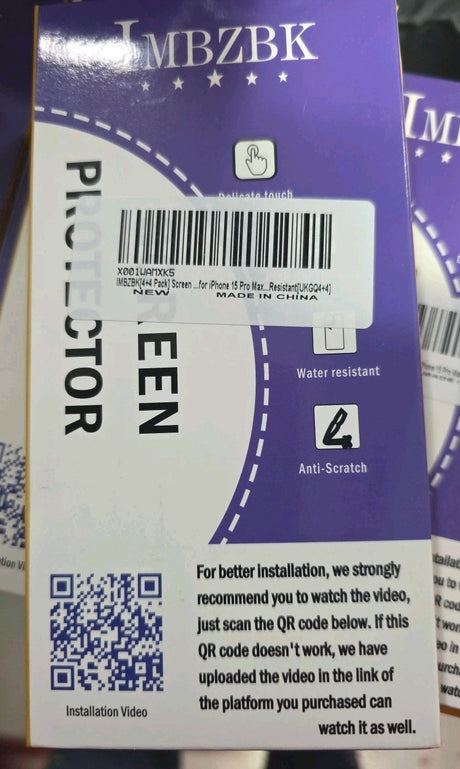 IMBZBK
Delicate touch
X001WAMXK5
IMBZBK[4+4 Pack] Screen ...for iPhone 15 Pro Max...Resistant[UKGQ4+4]
NEW MADE IN CHINA
REEN
PROTECTOR
Water resistant
Anti-Scratch
For better installation, we strongly
recommend you to watch the video,
just scan the QR code below. If this
QR code doesn't work, we have
uploaded the video in the link of
the platform you purchased can
watch it as well.
Installation Video